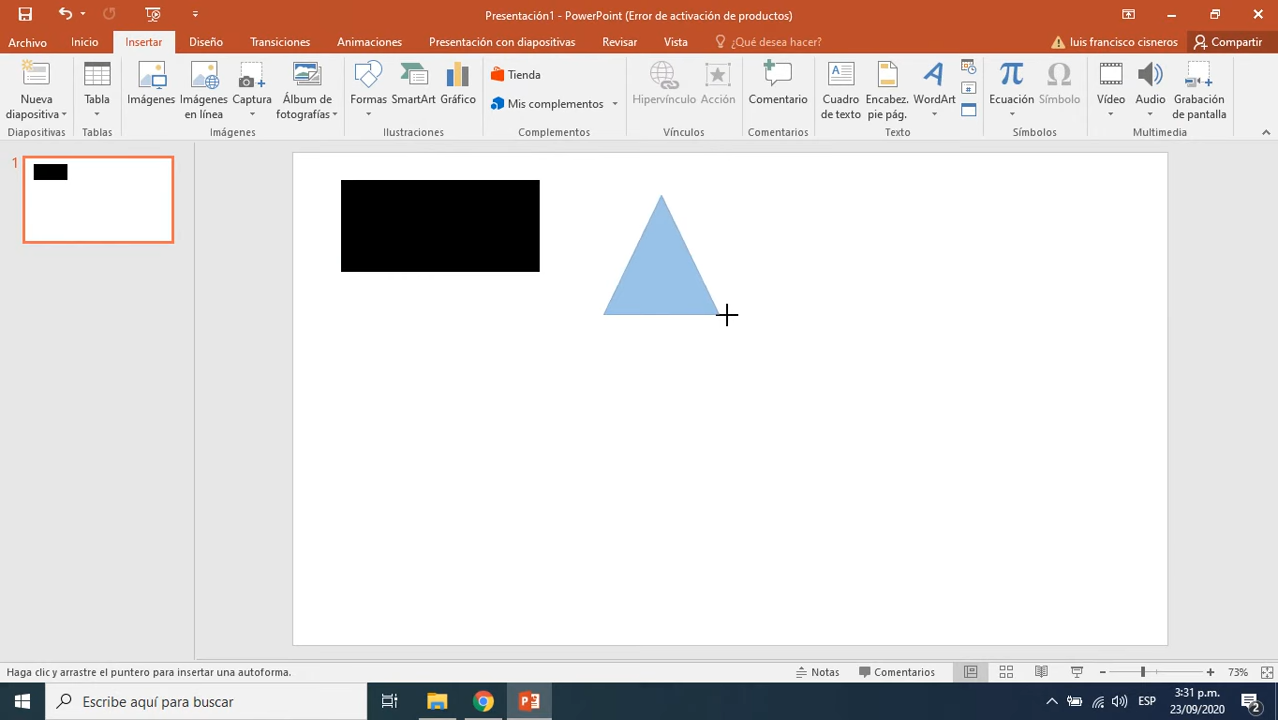 Presentación1 - PowerPoint (Error de activación de productos)
Archivo Inicio Insertar Diseño Transiciones Animaciones Presentación con diapositivas Revisar Vista ¿Qué desea hacer? luis francisco cisneros Compartir
Nueva diapositiva
Tabla
Imágenes
Imágenes en línea
Captura
Álbum de fotografías
Formas
SmartArt
Gráfico
Tienda
Mis complementos
Hipervínculo
Acción
Comentario
Cuadro de texto
Encabez. pie pág.
WordArt
Ecuación
Símbolo
Vídeo
Audio
Grabación de pantalla
Diapositivas Tablas Imágenes Ilustraciones Complementos Vínculos Comentarios Texto Símbolos Multimedia
1
Haga clic y arrastre el puntero para insertar una autoforma. Notas Comentarios 73%
Escribe aquí para buscar
ESP
3:31 p.m.
23/09/2020
2